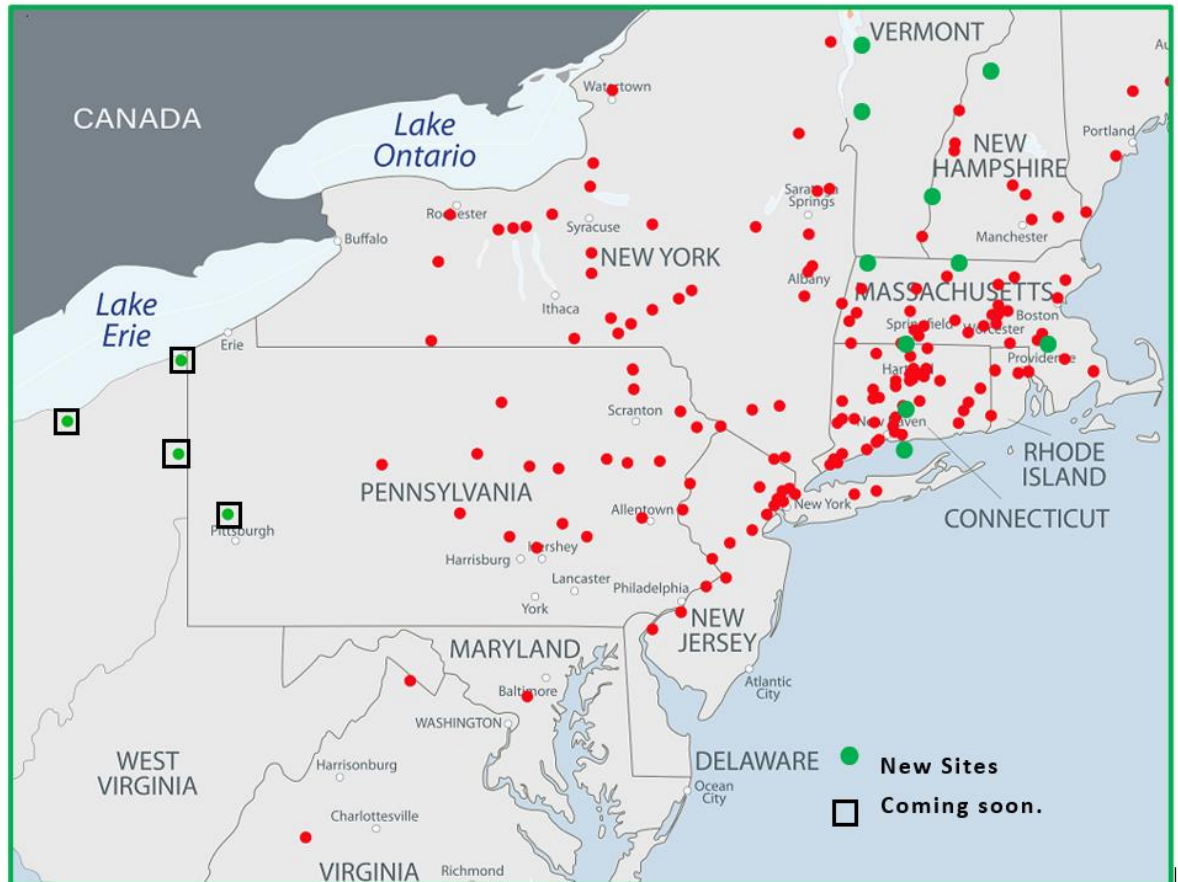 VERMONT
Au
Watertown
CANADA
Lake
Ontario
Portland
NEW
HAMPSHIRE
Saratoga
Springs
Rochester
Syracuse
Manchester
Buffalo
NEW YORK
Albany
MASSACHUSETTS
Lake
Erie
Ithaca
Springfield
Worcester
Boston
Erie
Providence
Hartford
Scranton
New Haven
RHODE
ISLAND
PENNSYLVANIA
Allentown
New York
CONNECTICUT
Pittsburgh
Harrisburg
Hershey
Lancaster
Philadelphia
York
NEW
JERSEY
MARYLAND
Baltimore
Atlantic
City
WASHINGTON
WEST
VIRGINIA
Harrisonburg
DELAWARE
New Sites
Ocean
City
Coming soon.
Charlottesville
VIRGINIA
Richmond